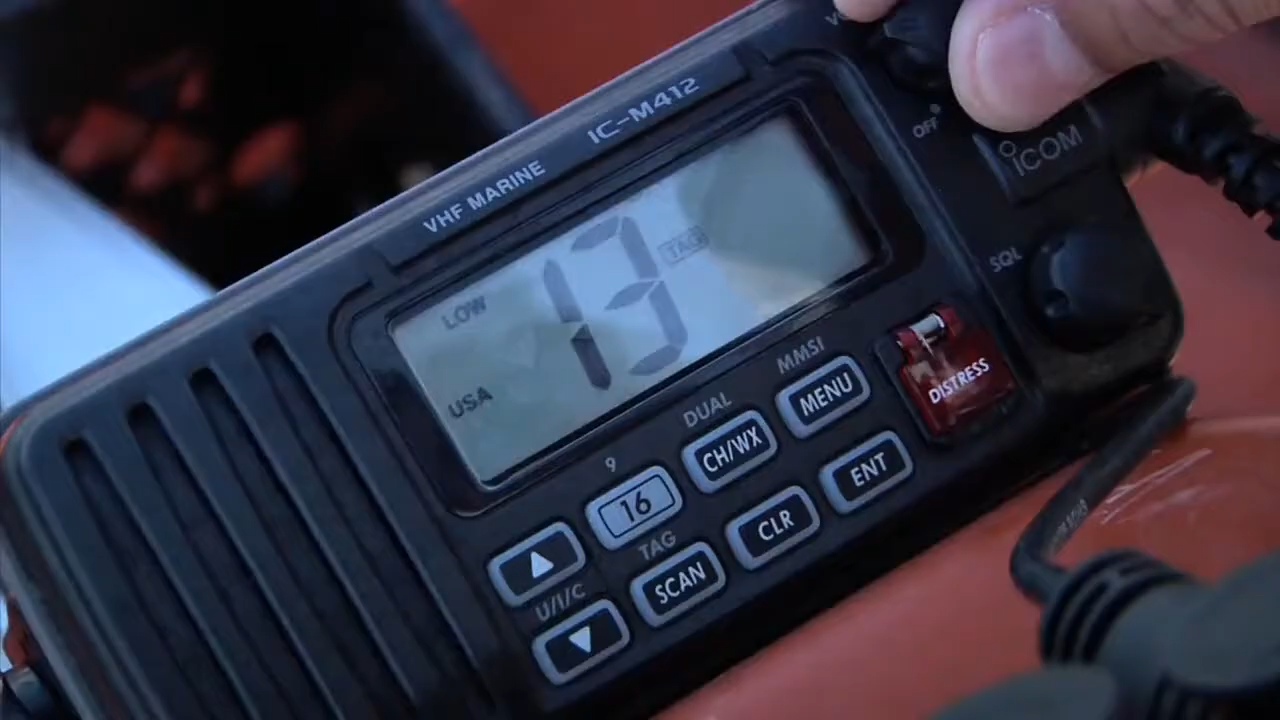 VHF MARINE IC-M412
OFF
ICOM
SQL
LOW
13
TAG
USA
DISTRESS
MMSI
MENU
DUAL
CH/WX
9
16
ENT
CLR
TAG
SCAN
▲
U/I/C
▼